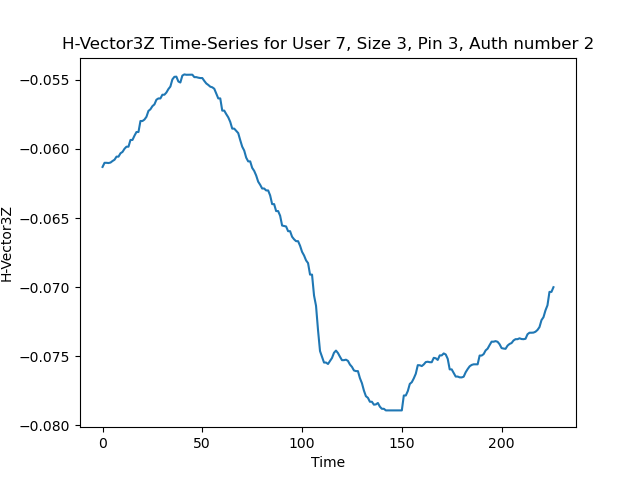 H-Vector3Z Time-Series for User 7, Size 3, Pin 3, Auth number 2
−0.055
−0.060
−0.065
−0.070
−0.075
−0.080
H-Vector3Z
0 50 100 150 200
Time